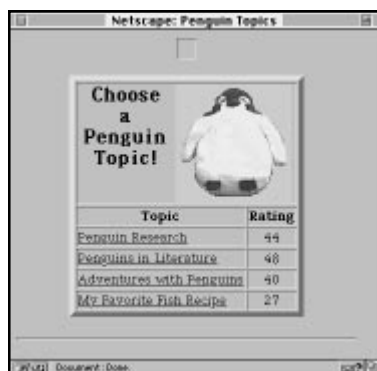 Netscape: Penguin Topics
Choose
a
Penguin
Topic!
Topic Rating
Penguin Research 44
Penguins in Literature 48
Adventures with Penguins 40
My Favorite Fish Recipe 27
Document: Done.